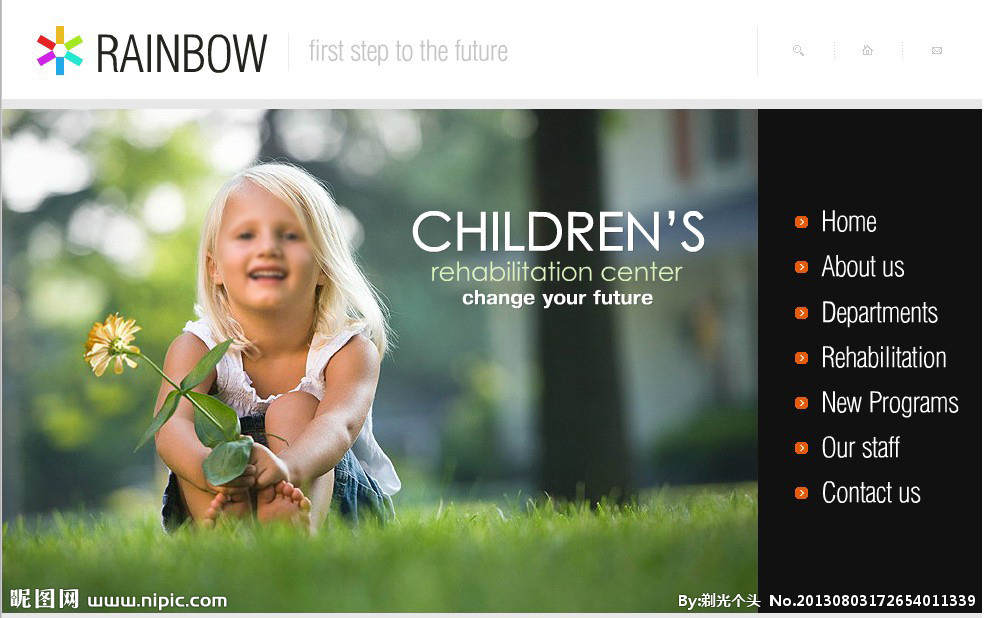 RAINBOW
first step to the future
CHILDREN'S
rehabilitation center
change your future
Home
About us
Departments
Rehabilitation
New Programs
Our staff
Contact us
昵图网 www.nipic.com
By:剃光个头 No.20130803172654011339